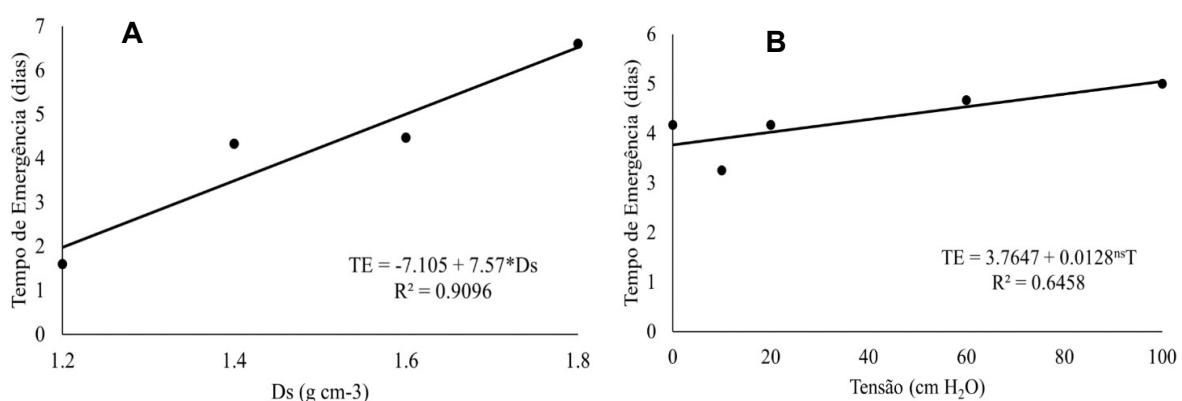 A
Tempo de Emergência (dias)
7
6
5
4
3
2
1
0
TE = -7.105 + 7.57*Ds
R² = 0.9096
1.2 1.4 1.6 1.8
Ds (g cm-3)
B
Tempo de Emergência (dias)
6
5
4
3
2
1
0
TE = 3.7647 + 0.0128ⁿˢT
R² = 0.6458
0 20 40 60 80 100
Tensão (cm H₂O)